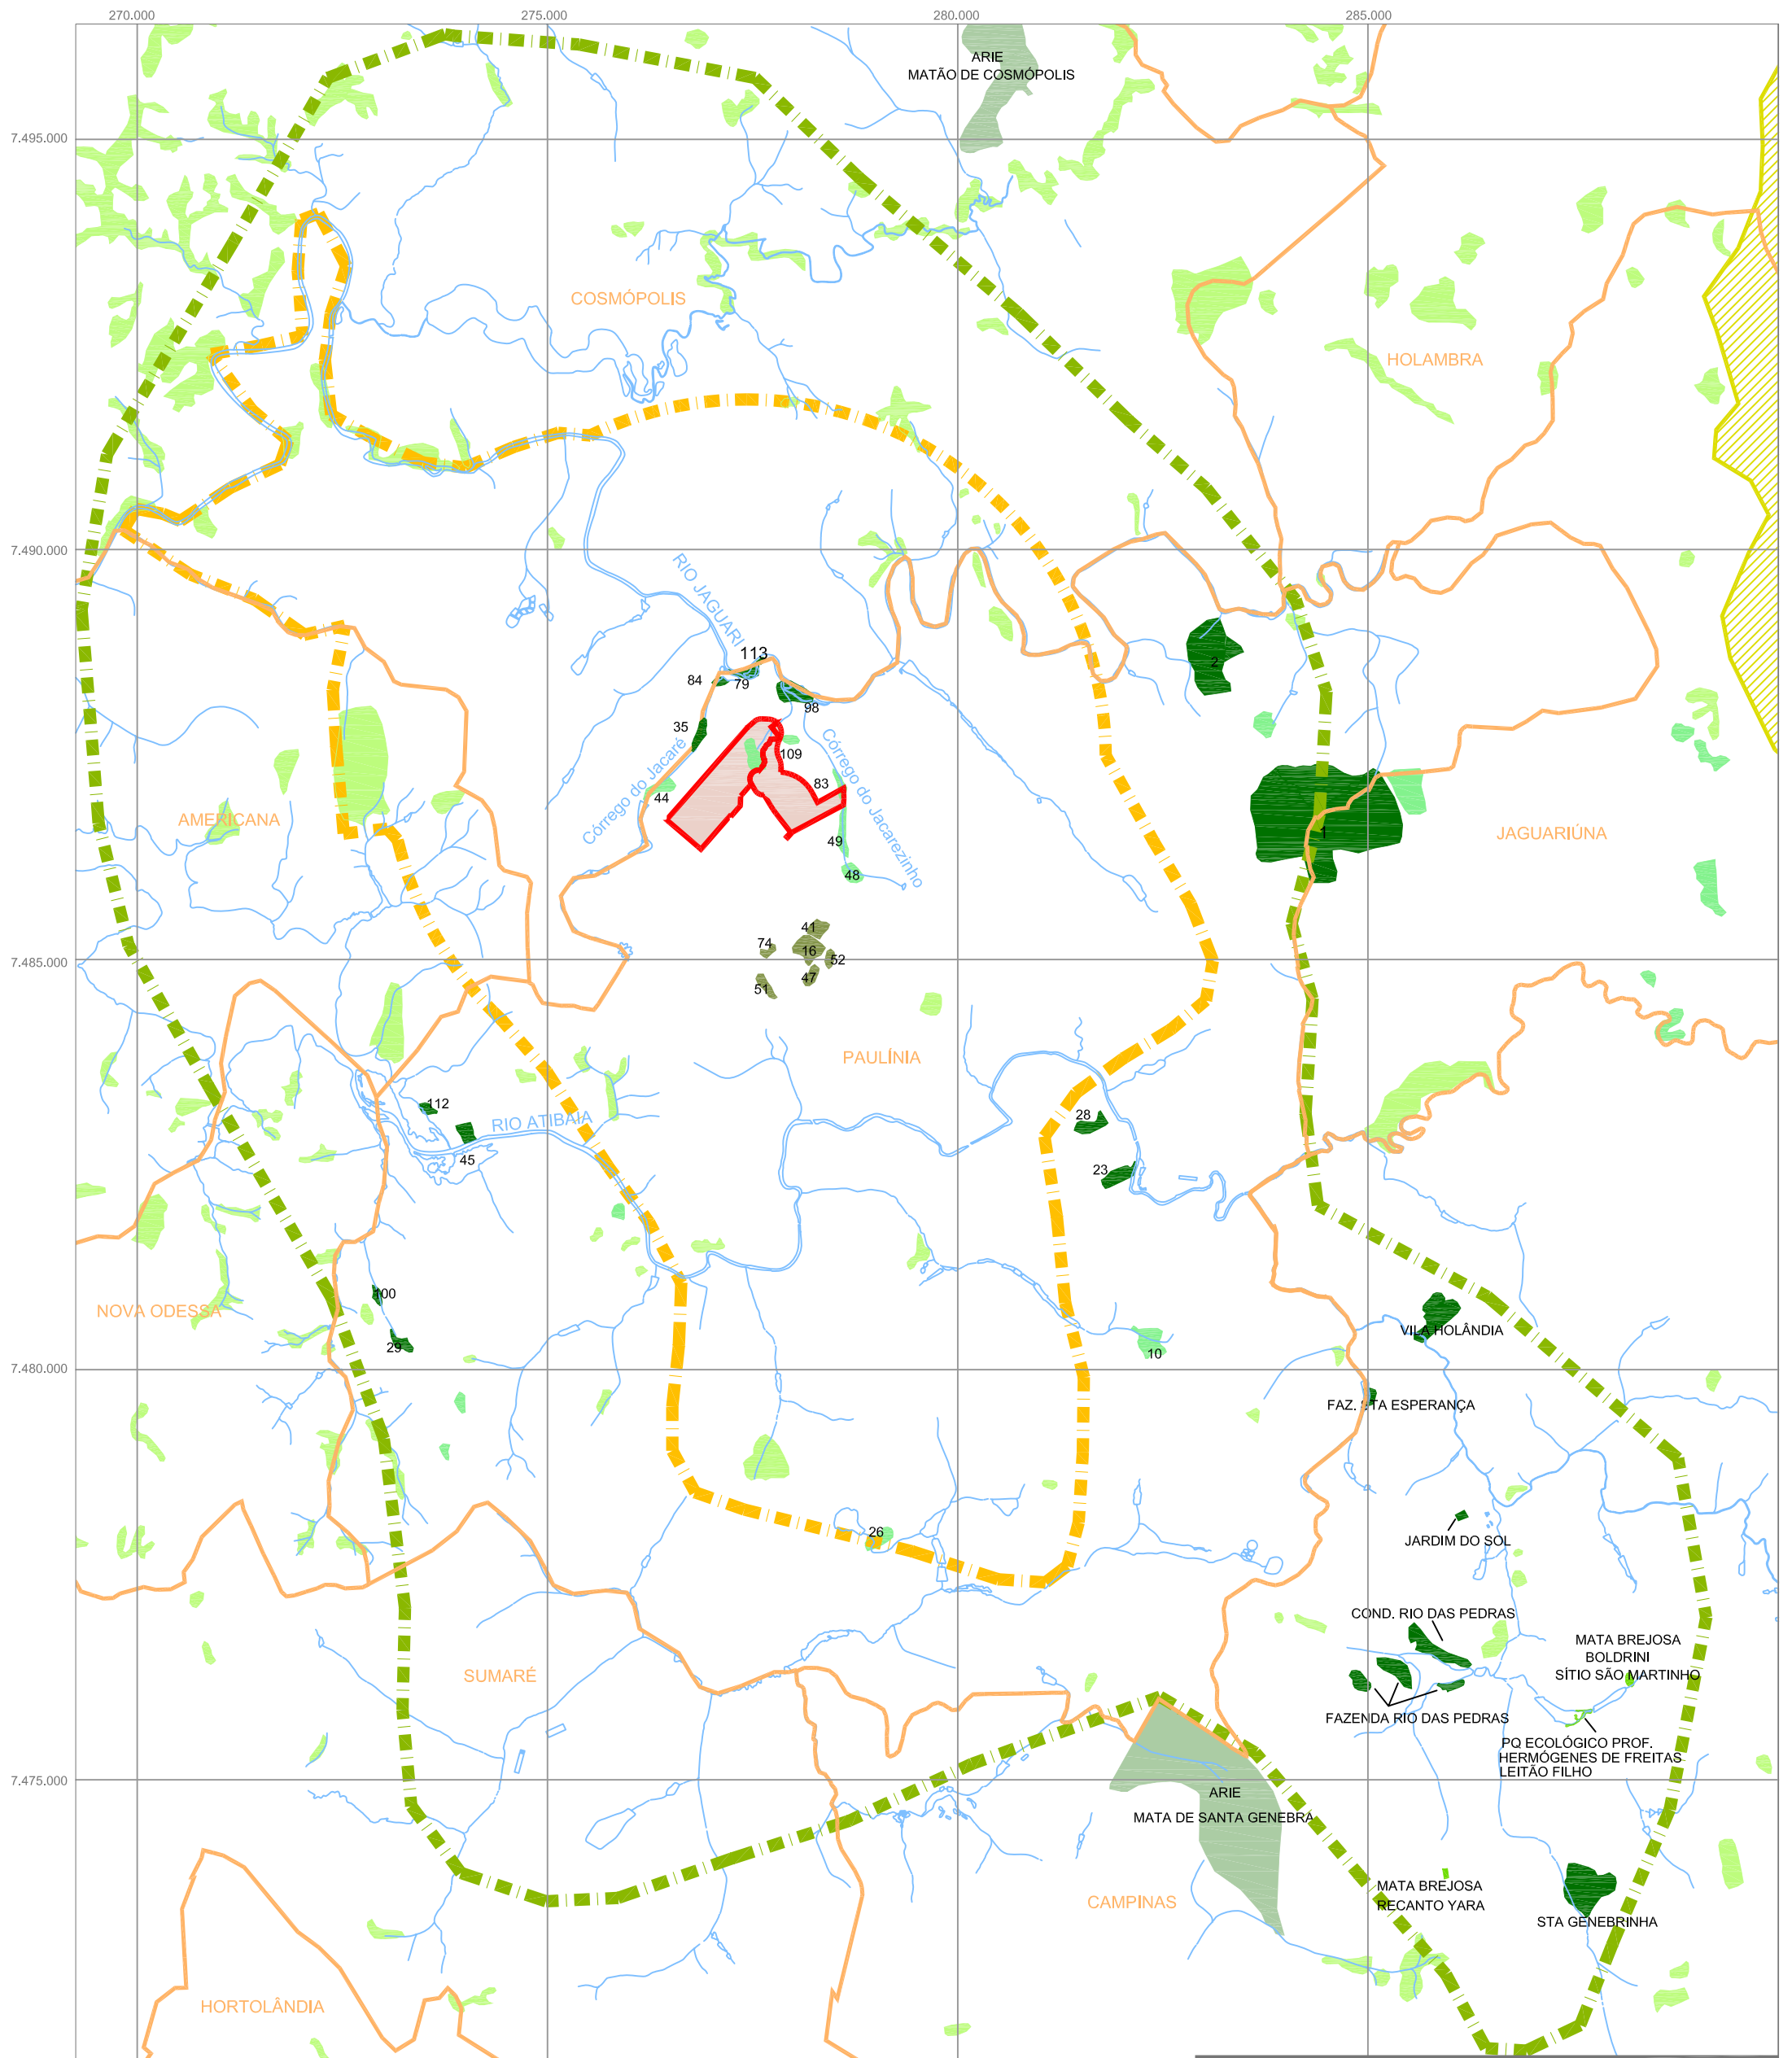 270.000
275.000
280.000
285.000
ARIE
MATÃO DE COSMÓPOLIS
7.495.000
COSMÓPOLIS
HOLAMBRA
7.490.000
RIO JAGUARI
113
84
79
98
2
35
Córrego do Jacaré
Córrego do Jacarezinho
109
83
44
AMERICANA
49
1
JAGUARIÚNA
48
41
74
16
52
47
51
7.485.000
PAULÍNIA
112
RIO ATIBAIA
45
28
23
100
NOVA ODESSA
29
VILA HOLÂNDIA
10
7.480.000
FAZ. STA ESPERANÇA
26
JARDIM DO SOL
COND. RIO DAS PEDRAS
MATA BREJOSA
BOLDRINI
SÍTIO SÃO MARTINHO
SUMARÉ
FAZENDA RIO DAS PEDRAS
PQ ECOLÓGICO PROF.
HERMÓGENES DE FREITAS
LEITÃO FILHO
7.475.000
ARIE
MATA DE SANTA GENEBRA
MATA BREJOSA
RECANTO YARA
CAMPINAS
STA GENEBRINHA
HORTOLÂNDIA